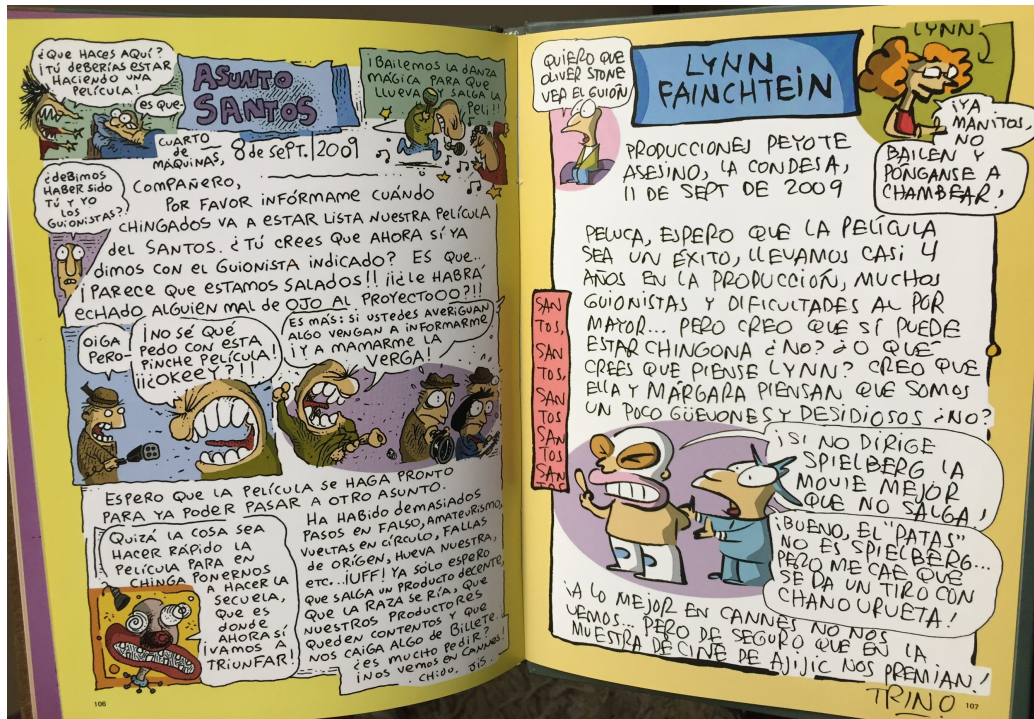 ¿QUE HACES AQUÍ?
¡TÚ DEBERÍAS ESTAR
HACIENDO UNA
PELÍCULA!
ES QUE-
ASUNTO
SANTOS
¡BAILEMOS LA DANZA
MÁGICA PARA QUE
LLUEVA Y SALGA LA
PELI!!
CUARTO
DE
MÁQUINAS,
8 de SEPT. 2009
¿DEBIMOS
HABER SIDO
TÚ Y YO
LOS
GUIONISTAS?
COMPAÑERO,
POR FAVOR INFÓRMAME CUÁNDO
CHINGADOS VA A ESTAR LISTA NUESTRA PELÍCULA
del SANTOS. ¿TÚ CREES QUE AHORA SÍ YA
DIMOS CON EL GUIONISTA INDICADO? ES QUE..
¡PARECE QUE ESTAMOS SALADOS!! ¡¡¿LE HABRÁ
ECHADO ALGUIEN MAL DE OJO AL PROYECTOOO?!!
OIGA
PERO-
¡NO SÉ QUÉ
PEDO CON ESTA
PINCHE PELÍCULA!
¡¡¿OKEEY?!!!
ES MÁS: SI USTEDES AVERIGUAN
ALGO VENGAN A INFORMARME
¡Y A MAMARME LA
VERGA!
ESPERO QUE LA PELÍCULA SE HAGA PRONTO
PARA YA PODER PASAR A OTRO ASUNTO.
QUIZÁ LA COSA SEA
HACER RÁPIDO LA
PELÍCULA PARA EN
CHINGA PONERNOS
A HACER LA
SECUELA,
QUE ES
DONDE
AHORA SÍ
¡VAMOS A
TRIUNFAR!
HA HABIDO DEMASIADOS
PASOS EN FALSO, AMATEURISMO,
VUELTAS EN CÍRCULO, FALLAS
DE ORÍGEN, HUEVA NUESTRA,
ETC... ¡UFF! YA SÓLO ESPERO
QUE SALGA UN PRODUCTO DECENTE,
QUE LA RAZA SE RÍA, QUE
NUESTROS PRODUCTORES
QUEDEN CONTENTOS Y QUE
NOS CAIGA ALGO DE BILLETE.
¿ES MUCHO PEDIR?
¡NOS VEMOS EN CANNES!
CHIDO. JIS.
106
QUIERO QUE
OLIVER STONE
VEA EL GUIÓN
LYNN
FAINCHTEIN
LYNN
¡YA
MANITOS,
NO
BAILEN Y
PÓNGANSE A
CHAMBEAR!
PRODUCCIONES PEYOTE
ASESINO, LA CONDESA,
11 DE SEPT DE 2009
PELUCA, ESPERO QUE LA PELÍCULA
SEA UN ÉXITO, LLEVAMOS CASI 4
AÑOS EN LA PRODUCCIÓN, MUCHOS
GUIONISTAS Y DIFICULTADES AL POR
MAYOR... PERO CREO QUE SÍ PUEDE
ESTAR CHINGONA ¿NO? ¿O QUÉ
CREES QUE PIENSE LYNN? CREO QUE
ELLA Y MÁRGARA PIENSAN QUE SOMOS
UN POCO GÜEVONES Y DESIDIOSOS ¿NO?
SAN
TOS,
SAN
TOS,
SAN
TOS
SAN
TOS
SAN
¡SI NO DIRIGE
SPIELBERG LA
MOVIE MEJOR
QUE NO SALGA!
¡BUENO, EL "PATAS"
NO ES SPIELBERG...
PERO ME CAE QUE
SE DA UN TIRO CON
CHANO URUETA!
¡A LO MEJOR EN CANNES NO NOS
VEMOS... PERO DE SEGURO QUE EN LA
MUESTRA DE CINE DE AJIJIC NOS PREMIAN!
TRINO
107